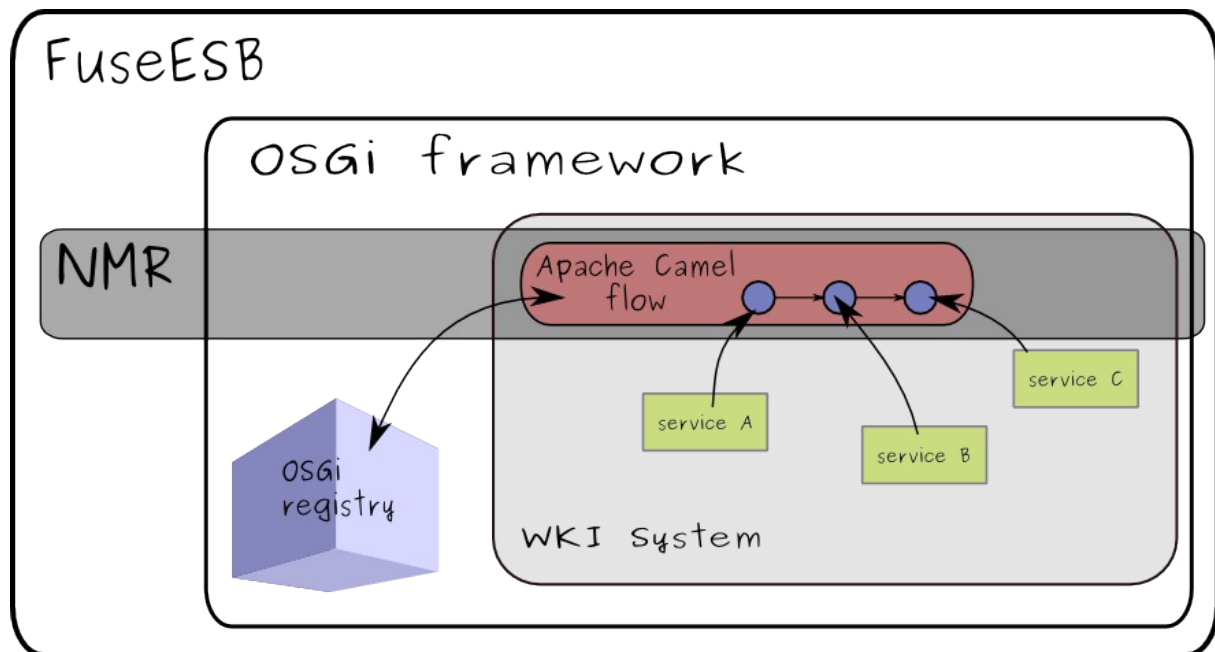 FuseESB
OSGi framework
NMR
Apache Camel
flow
service A
service B
service C
OSGi
registry
WKI System